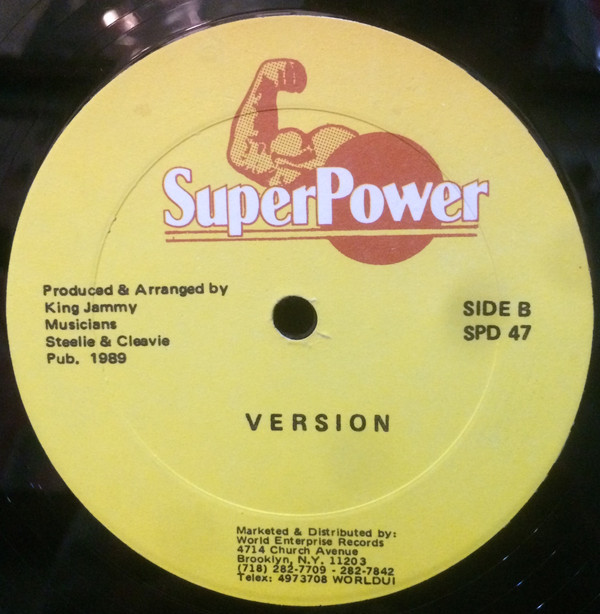 SuperPower
Produced & Arranged by
King Jammy
Musicians
Steelie & Cleavie
Pub. 1989
SIDE B
SPD 47
VERSION
Marketed & Distributed by:
World Enterprise Records
4714 Church Avenue
Brooklyn, N.Y. 11203
(718) 282-7709 - 282-7842
Telex: 4973708 WORLDUI